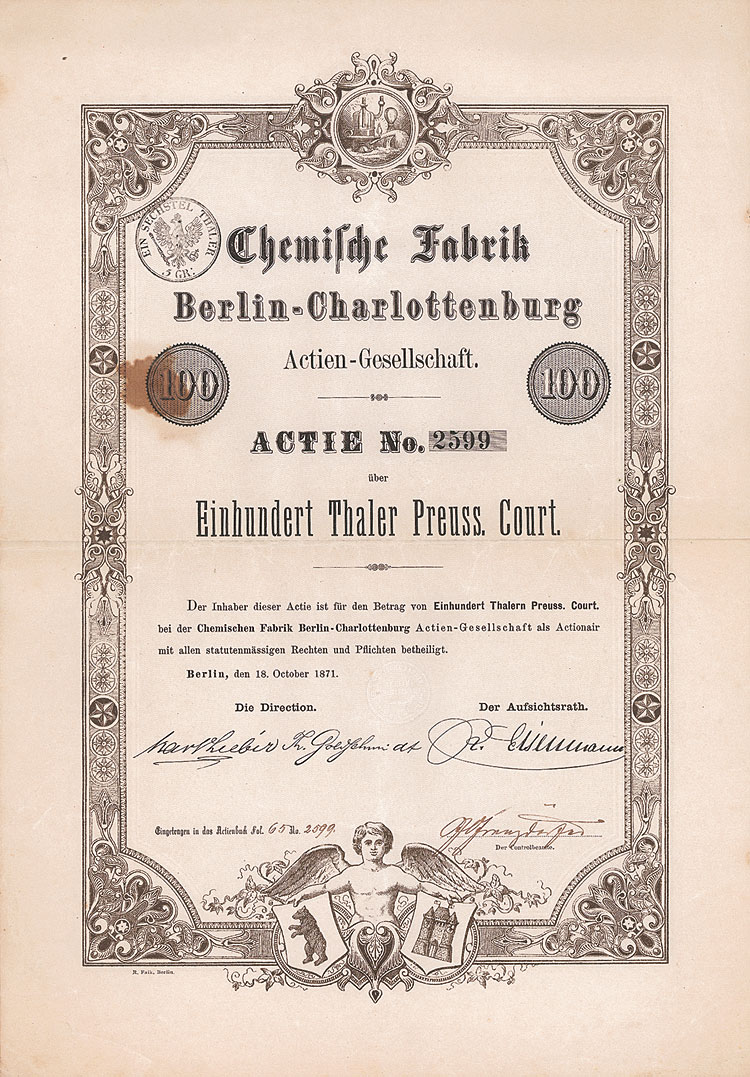 EIN SECHSTEL THALER
5 GR:
Chemische Fabrik
Berlin-Charlottenburg
Actien-Gesellschaft.
100
100
ACTIE No. 2599
über
Einhundert Thaler Preuss. Court.
Der Inhaber dieser Actie ist für den Betrag von Einhundert Thalern Preuss. Court.
bei der Chemischen Fabrik Berlin-Charlottenburg Actien-Gesellschaft als Actionair
mit allen statutenmässigen Rechten und Pflichten betheiligt.
Berlin, den 18. October 1871.
Die Direction. Der Aufsichtsrath.
Th. Goldschmidt Eisenmann
Eingetragen in das Actienbuch Fol. 65 No. 2599.
Der Controlbeamte.
Berlin.